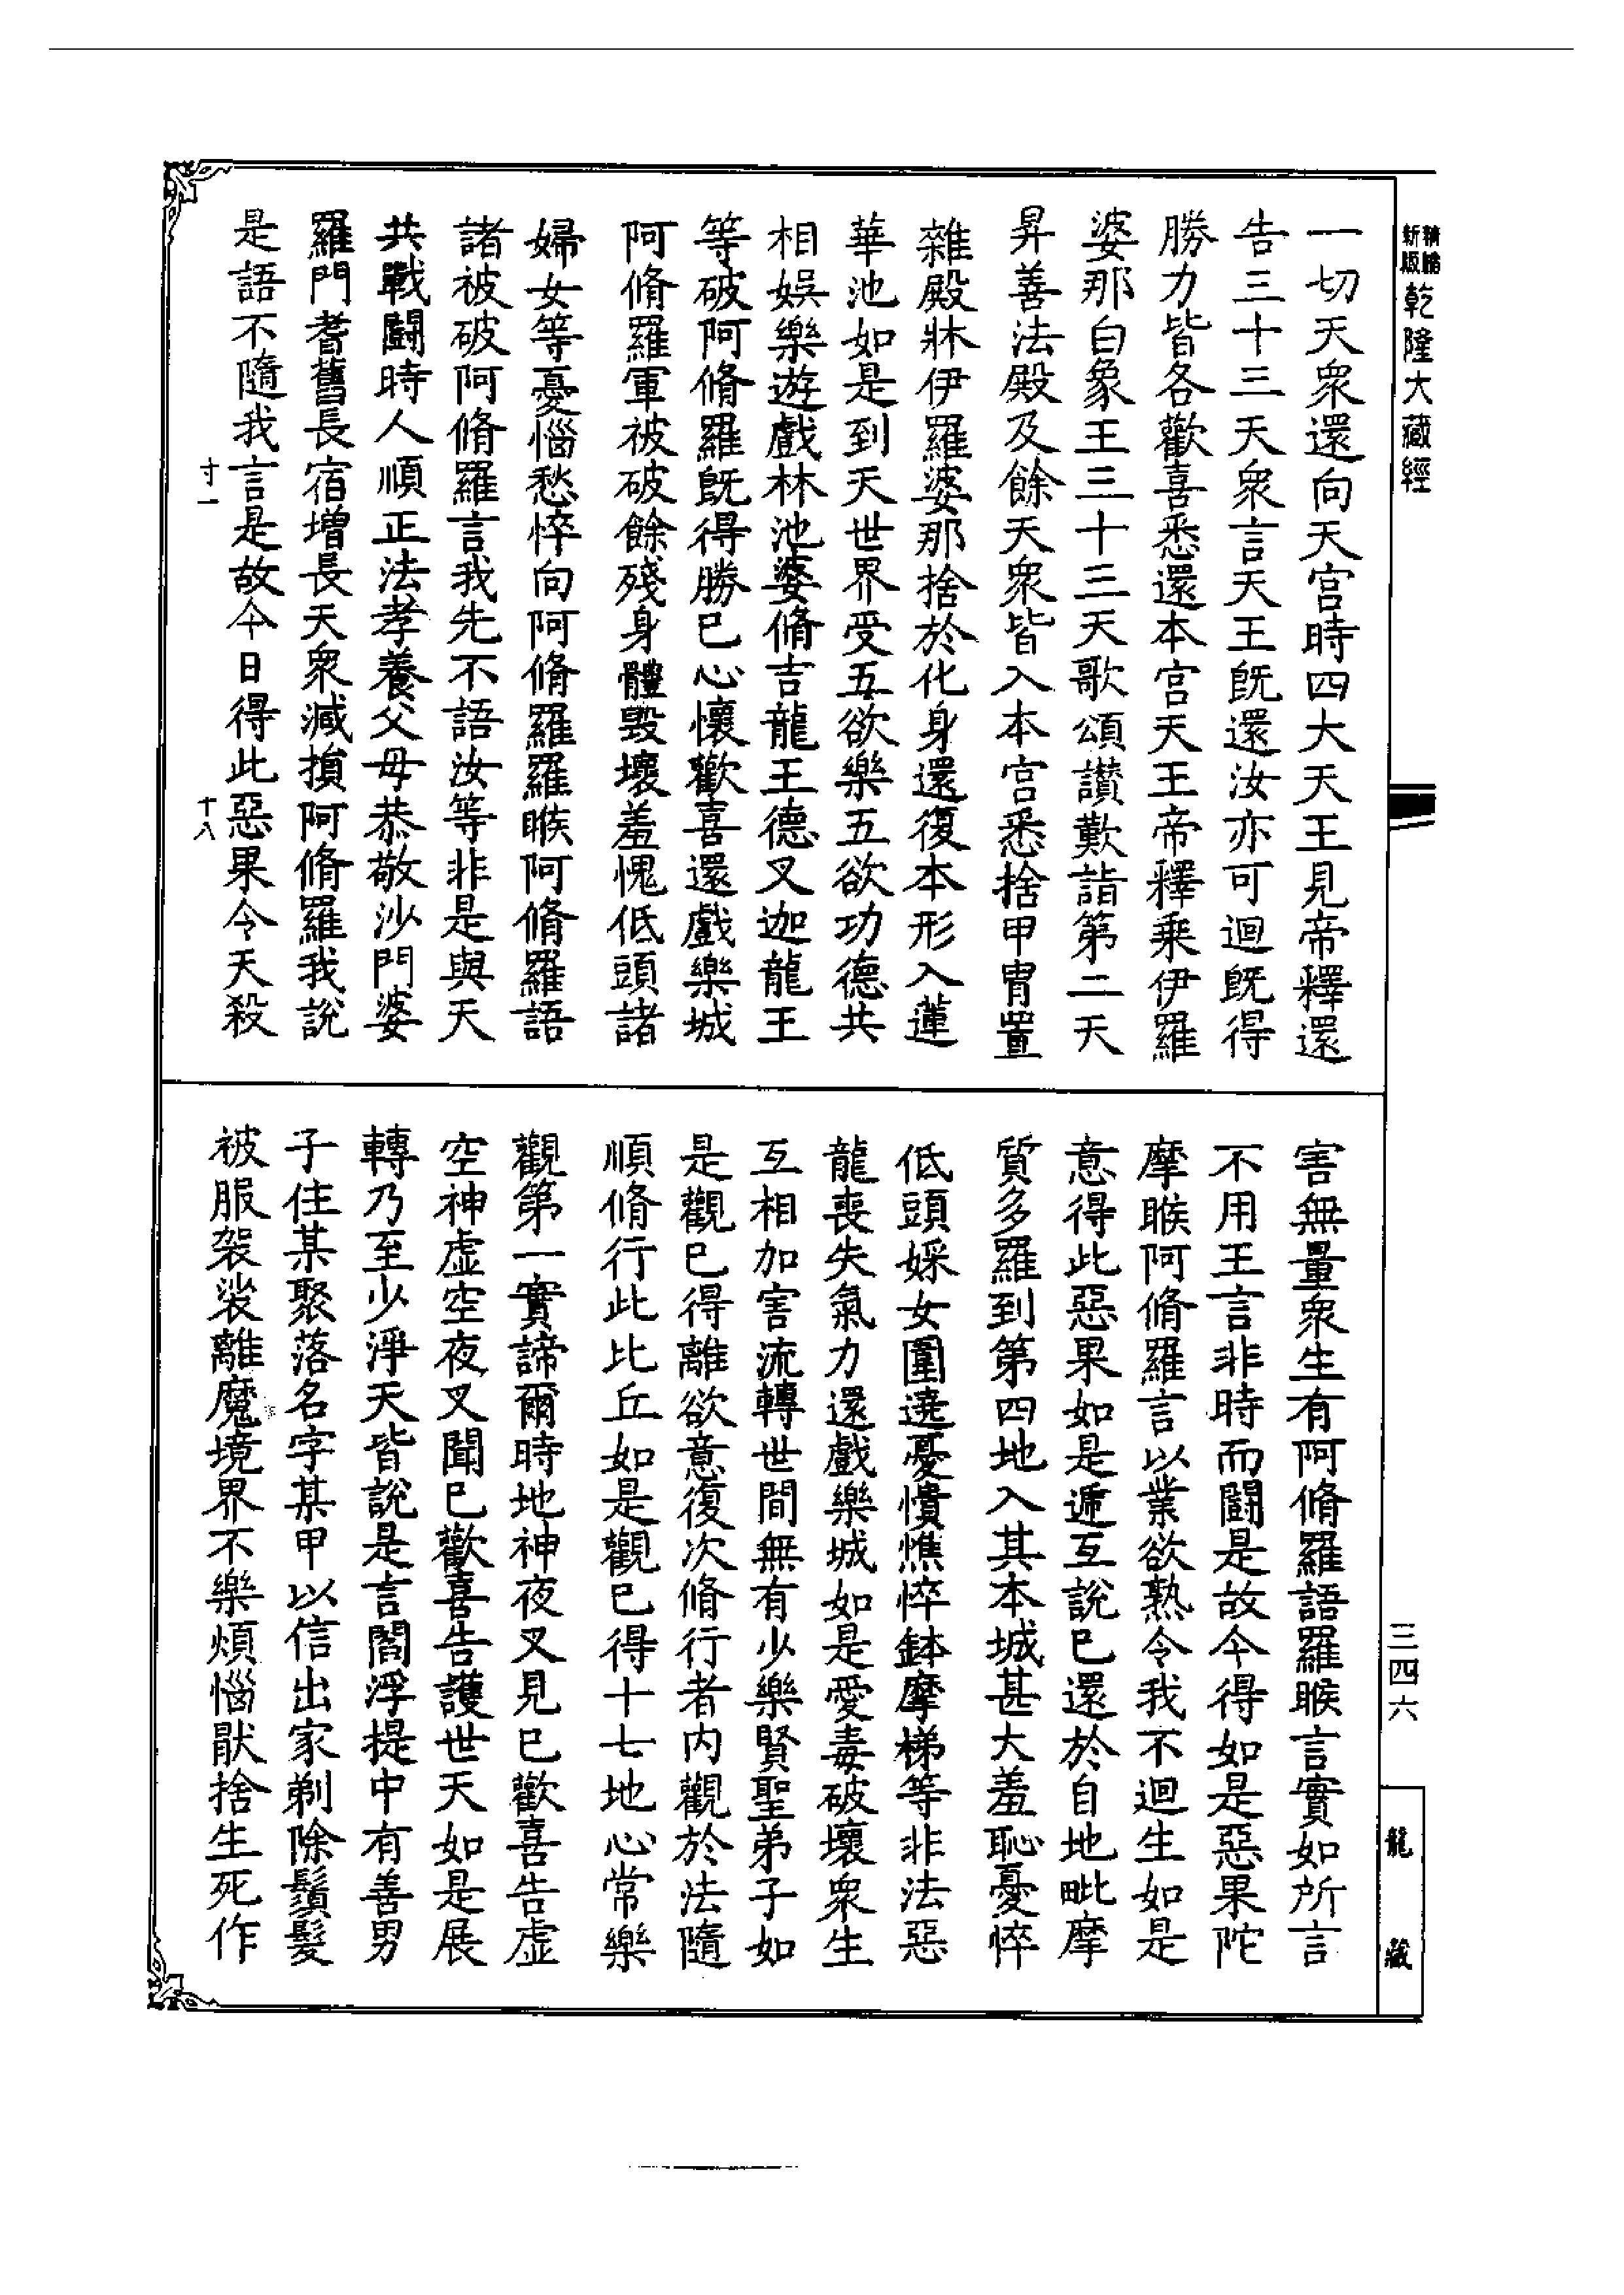 新版
精縮
乾隆大藏經
一切天衆還向天宮時四大天王見帝釋還
告三十三天衆言天王旣還汝亦可迴旣得
勝力皆各歡喜悉還本宮天王帝釋乗伊羅
婆那白象王三十三天歌頌讃歎詣第二天
昇善法殿及餘天衆皆入本宮悉捨甲冑置
雜殿牀伊羅婆那捨於化身還復本形入蓮
華池如是到天世界受五欲樂五欲功德共
相娛樂遊戲林池婆脩吉龍王德叉迦龍王
等破阿脩羅旣得勝已心懷歡喜還戲樂城
阿脩羅軍被破餘殘身體毀壞羞愧低頭諸
婦女等憂惱愁悴向阿脩羅羅睺阿脩羅語
諸被破阿脩羅言我先不語汝等非是與天
共戰鬪時人順正法孝養父母恭敬沙門婆
羅門耆舊長宿增長天衆減損阿脩羅我說
是語不隨我言是故今日得此惡果令天殺
寸一
十八
害無量衆生有阿脩羅語羅睺言實如所言
不用王言非時而鬪是故今得如是惡果陀
摩睺阿脩羅言以業欲熟令我不迴生如是
意得此惡果如是遞互說已還於自地毗摩
質多羅到第四地入其本城甚大羞恥憂悴
低頭婇女圍遶憂憒憔悴鉢摩梯等非法惡
龍喪失氣力還戲樂城如是愛毒破壞衆生
互相加害流轉世間無有少樂賢聖弟子如
是觀已得離欲意復次脩行者内觀於法隨
順脩行此比丘如是觀已得十七地心常樂
觀第一實諦爾時地神夜叉見已歡喜告虛
空神虛空夜叉聞已歡喜告護世天如是展
轉乃至少淨天皆說是言閻浮提中有善男
子住某聚落名字某甲以信出家剃除鬚髮
被服袈裟離魔境界不樂煩惱猒捨生死作
三四六
龍藏